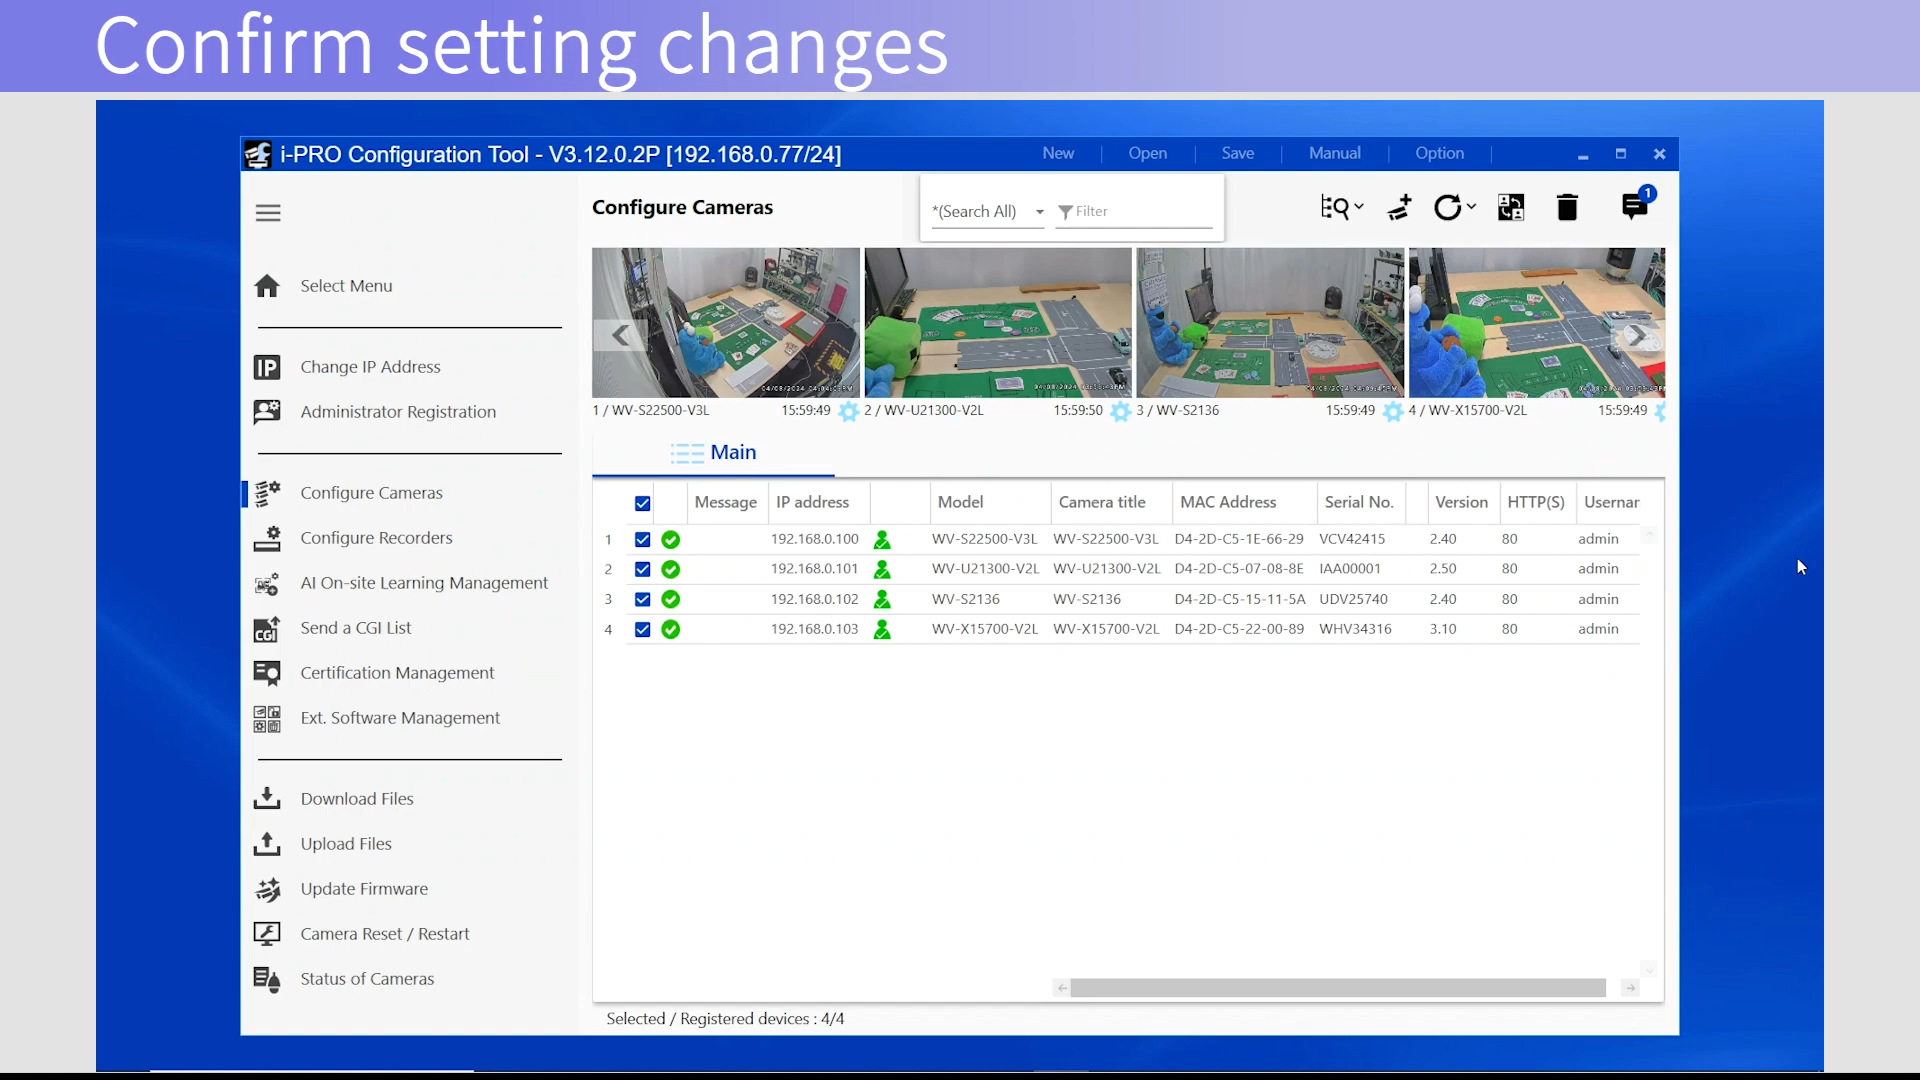 Confirm setting changes
i-PRO Configuration Tool - V3.12.0.2P [192.168.0.77/24]
New | Open | Save | Manual | Option |
Select Menu
IP Change IP Address
Administrator Registration
Configure Cameras
Configure Recorders
AI On-site Learning Management
CGI Send a CGI List
Certification Management
Ext. Software Management
Download Files
Upload Files
Update Firmware
Camera Reset / Restart
Status of Cameras
Configure Cameras
*(Search All) Filter
1
1 / WV-S22500-V3L 15:59:49
2 / WV-U21300-V2L 15:59:50
3 / WV-S2136 15:59:49
4 / WV-X15700-V2L 15:59:49
Main
Message IP address Model Camera title MAC Address Serial No. Version HTTP(S) Usernar
1 192.168.0.100 WV-S22500-V3L WV-S22500-V3L D4-2D-C5-1E-66-29 VCV42415 2.40 80 admin
2 192.168.0.101 WV-U21300-V2L WV-U21300-V2L D4-2D-C5-07-08-8E IAA00001 2.50 80 admin
3 192.168.0.102 WV-S2136 WV-S2136 D4-2D-C5-15-11-5A UDV25740 2.40 80 admin
4 192.168.0.103 WV-X15700-V2L WV-X15700-V2L D4-2D-C5-22-00-89 WHV34316 3.10 80 admin
Selected / Registered devices : 4/4